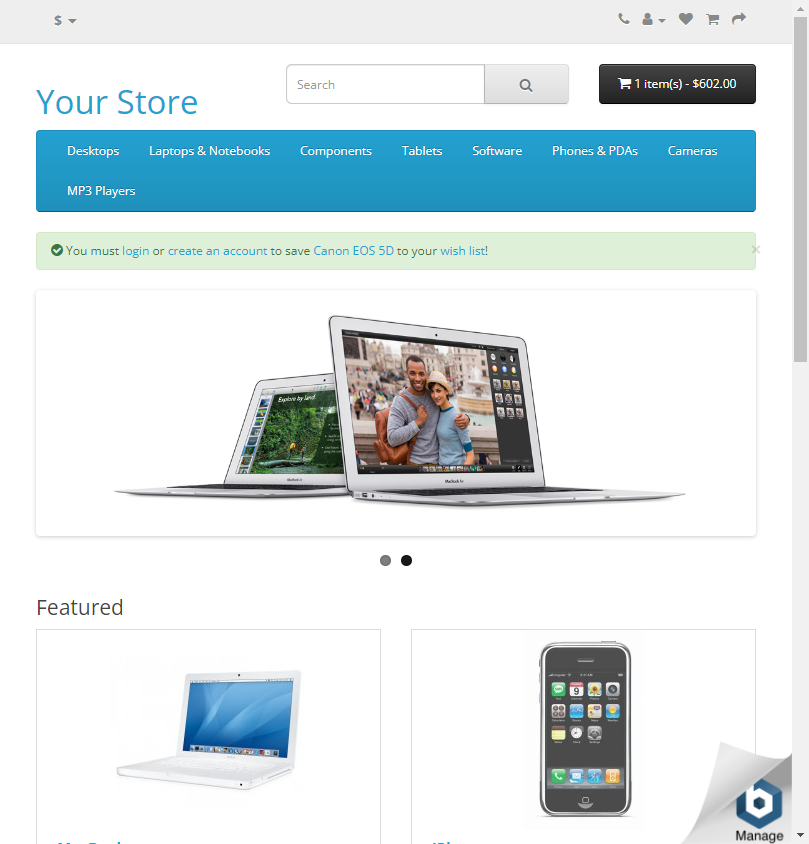 $
Your Store
Search
1 item(s) - $602.00
Desktops
Laptops & Notebooks
Components
Tablets
Software
Phones & PDAs
Cameras
MP3 Players
You must login or create an account to save Canon EOS 5D to your wish list!
×
Explore by land
MacBook Air
MacBook Air
Featured
Manage